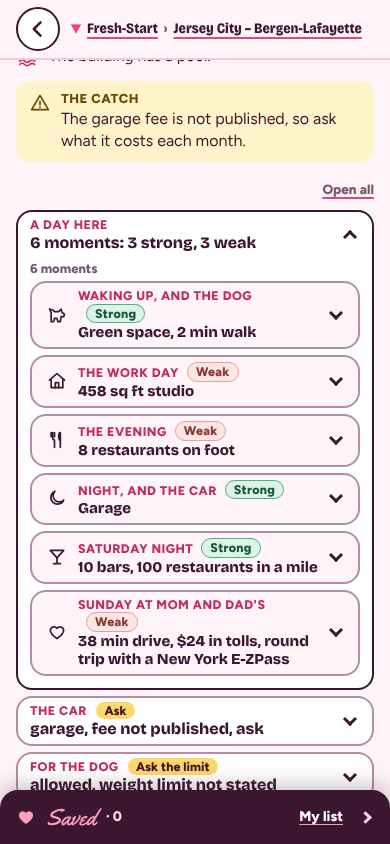 Fresh-Start › Jersey City – Bergen-Lafayette
The building has a pool.
THE CATCH
The garage fee is not published, so ask
what it costs each month.
Open all
A DAY HERE
6 moments: 3 strong, 3 weak
6 moments
WAKING UP, AND THE DOG
Strong
Green space, 2 min walk
THE WORK DAY Weak
458 sq ft studio
THE EVENING Weak
8 restaurants on foot
NIGHT, AND THE CAR Strong
Garage
SATURDAY NIGHT Strong
10 bars, 100 restaurants in a mile
SUNDAY AT MOM AND DAD'S
Weak
38 min drive, $24 in tolls, round
trip with a New York E-ZPass
THE CAR Ask
garage, fee not published, ask
FOR THE DOG Ask the limit
allowed, weight limit not stated
Saved · 0 My list